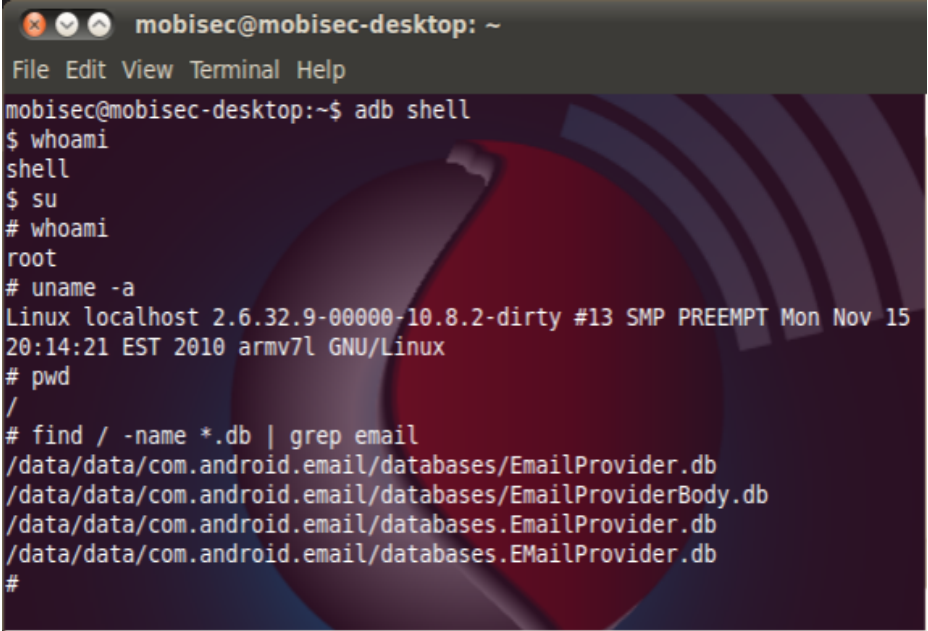 mobisec@mobisec-desktop: ~
File Edit View Terminal Help
mobisec@mobisec-desktop:~$ adb shell
$ whoami
shell
$ su
# whoami
root
# uname -a
Linux localhost 2.6.32.9-00000-10.8.2-dirty #13 SMP PREEMPT Mon Nov 15
20:14:21 EST 2010 armv7l GNU/Linux
# pwd
/
# find / -name *.db | grep email
/data/data/com.android.email/databases/EmailProvider.db
/data/data/com.android.email/databases/EmailProviderBody.db
/data/data/com.android.email/databases.EmailProvider.db
/data/data/com.android.email/databases.EMailProvider.db
#